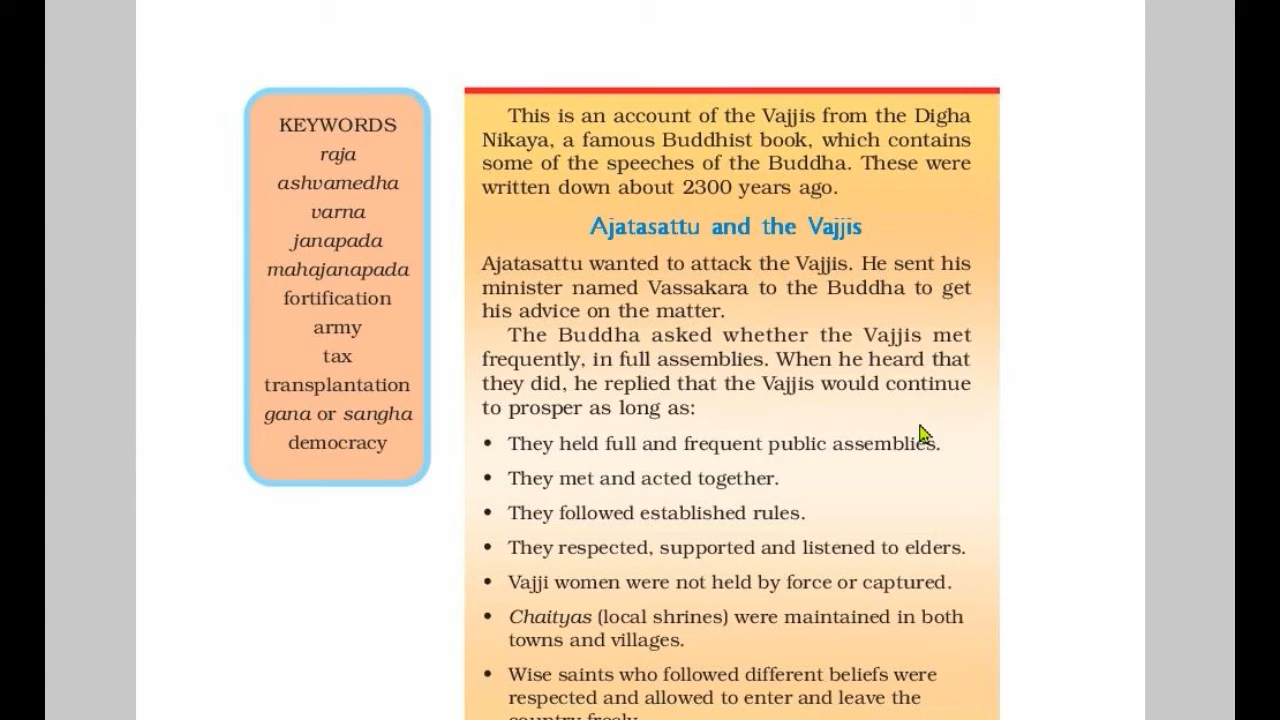 KEYWORDS
raja
ashvamedha
varna
janapada
mahajanapada
fortification
army
tax
transplantation
gana or sangha
democracy
This is an account of the Vajjis from the Digha
Nikaya, a famous Buddhist book, which contains
some of the speeches of the Buddha. These were
written down about 2300 years ago.
Ajatasattu and the Vajjis
Ajatasattu wanted to attack the Vajjis. He sent his
minister named Vassakara to the Buddha to get
his advice on the matter.
The Buddha asked whether the Vajjis met
frequently, in full assemblies. When he heard that
they did, he replied that the Vajjis would continue
to prosper as long as:
• They held full and frequent public assemblies.
• They met and acted together.
• They followed established rules.
• They respected, supported and listened to elders.
• Vajji women were not held by force or captured.
• Chaityas (local shrines) were maintained in both
towns and villages.
• Wise saints who followed different beliefs were
respected and allowed to enter and leave the
country freely.